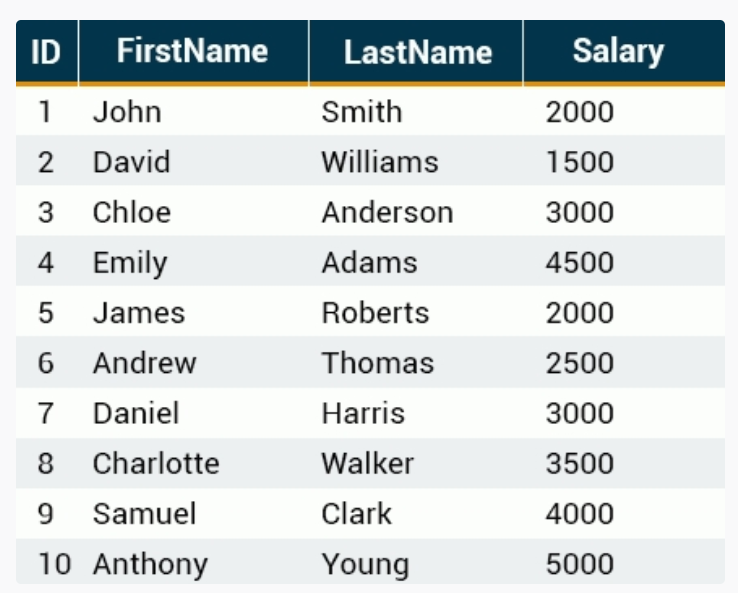 ID FirstName LastName Salary
1 John Smith 2000
2 David Williams 1500
3 Chloe Anderson 3000
4 Emily Adams 4500
5 James Roberts 2000
6 Andrew Thomas 2500
7 Daniel Harris 3000
8 Charlotte Walker 3500
9 Samuel Clark 4000
10 Anthony Young 5000